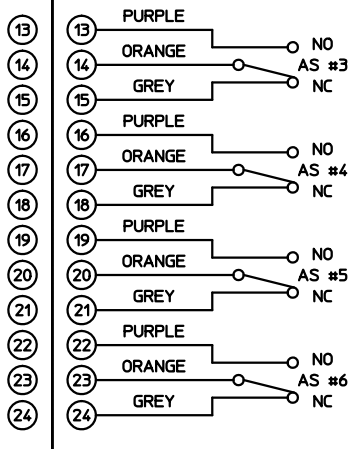 PURPLE
13 13 NO
ORANGE
14 14 AS #3
GREY NC
15 15
PURPLE
16 16 NO
ORANGE
17 17 AS #4
GREY NC
18 18
PURPLE
19 19 NO
ORANGE
20 20 AS #5
GREY NC
21 21
PURPLE
22 22 NO
ORANGE
23 23 AS #6
GREY NC
24 24